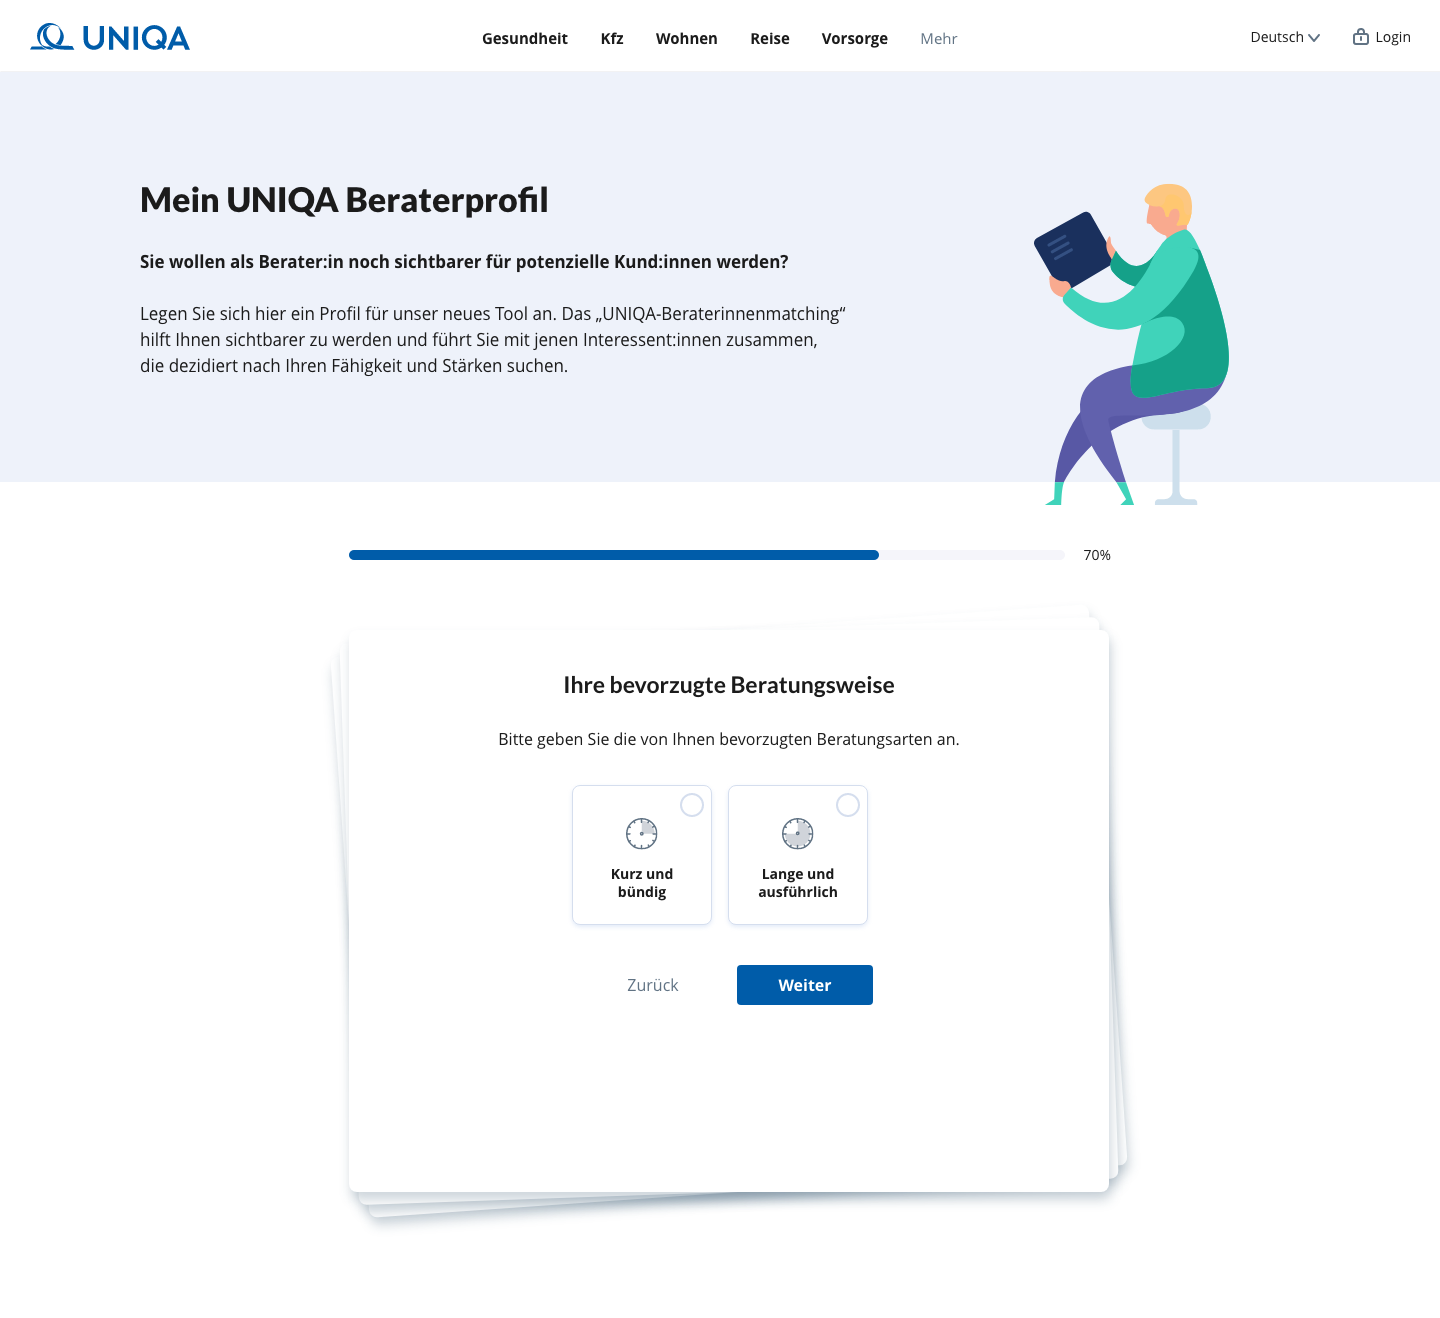 UNIQA
Gesundheit Kfz Wohnen Reise Vorsorge Mehr
Deutsch Login
Mein UNIQA Beraterprofil
Sie wollen als Berater:in noch sichtbarer für potenzielle Kund:innen werden?
Legen Sie sich hier ein Profil für unser neues Tool an. Das „UNIQA-Beraterinnenmatching“
hilft Ihnen sichtbarer zu werden und führt Sie mit jenen Interessent:innen zusammen,
die dezidiert nach Ihren Fähigkeit und Stärken suchen.
70%
Ihre bevorzugte Beratungsweise
Bitte geben Sie die von Ihnen bevorzugten Beratungsarten an.
Kurz und
bündig
Lange und
ausführlich
Zurück Weiter